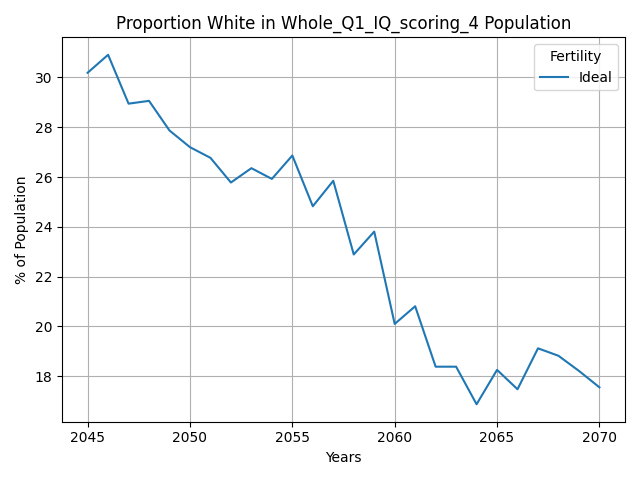 Proportion White in Whole_Q1_IQ_scoring_4 Population
Fertility
Ideal
% of Population
30
28
26
24
22
20
18
2045 2050 2055 2060 2065 2070
Years